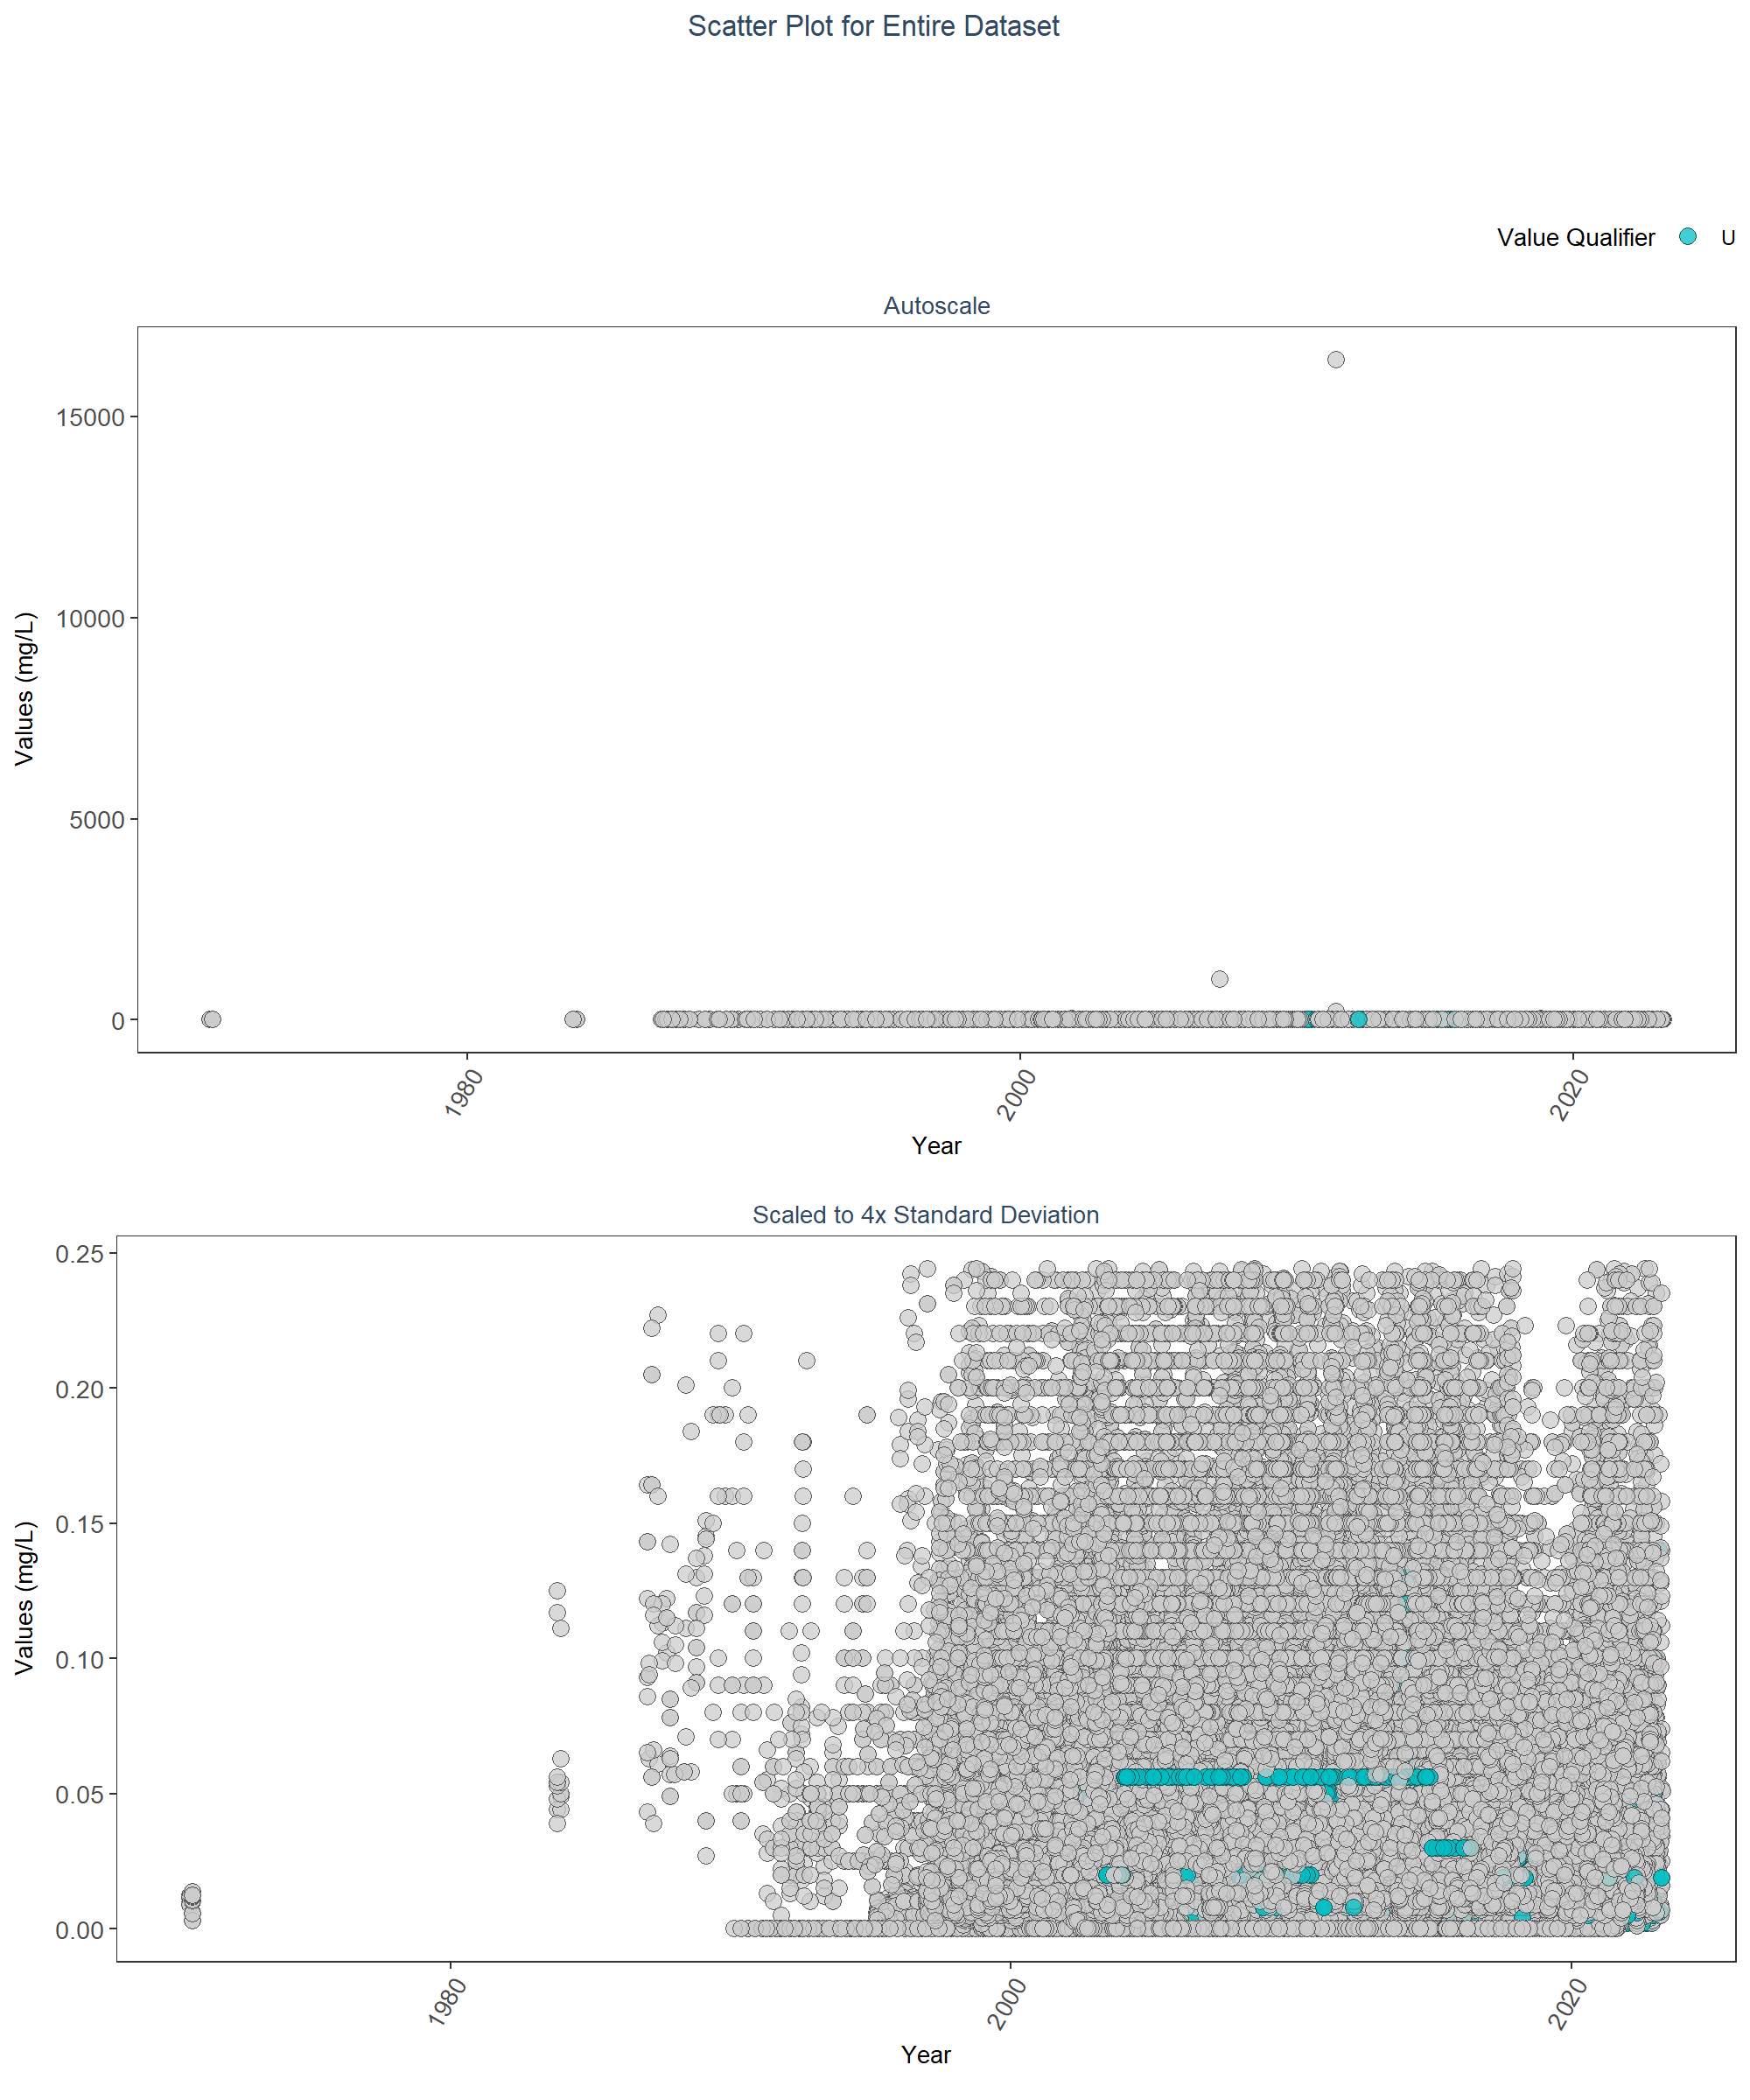 Scatter Plot for Entire Dataset
Value Qualifier U
Autoscale
15000
10000
5000
0
Values (mg/L)
1980 2000 2020
Year
Scaled to 4x Standard Deviation
0.25
0.20
0.15
0.10
0.05
0.00
Values (mg/L)
1980 2000 2020
Year